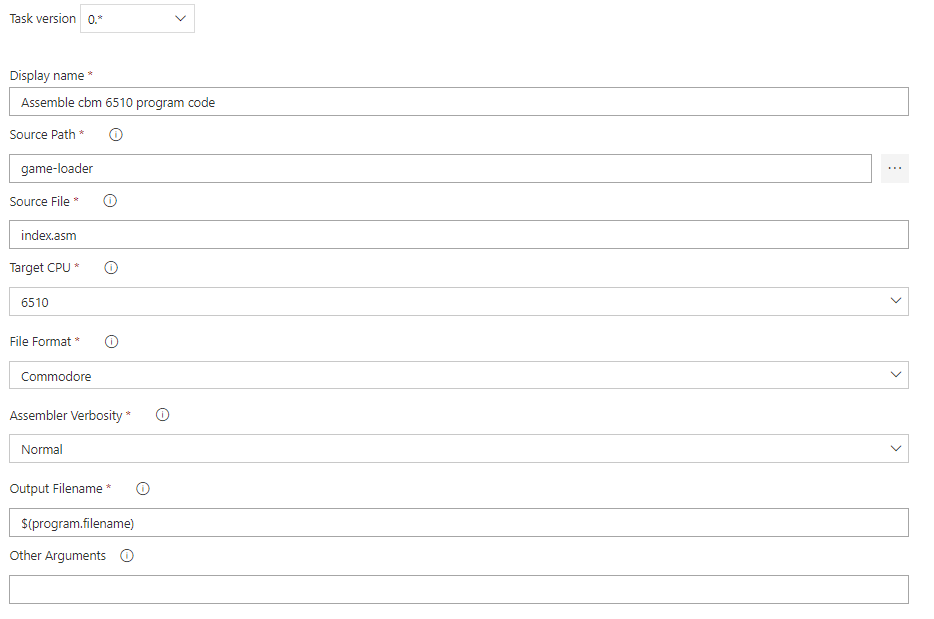 Task version 0.*
Display name *
Assemble cbm 6510 program code
Source Path *
game-loader
...
Source File *
index.asm
Target CPU *
6510
File Format *
Commodore
Assembler Verbosity *
Normal
Output Filename *
$(program.filename)
Other Arguments